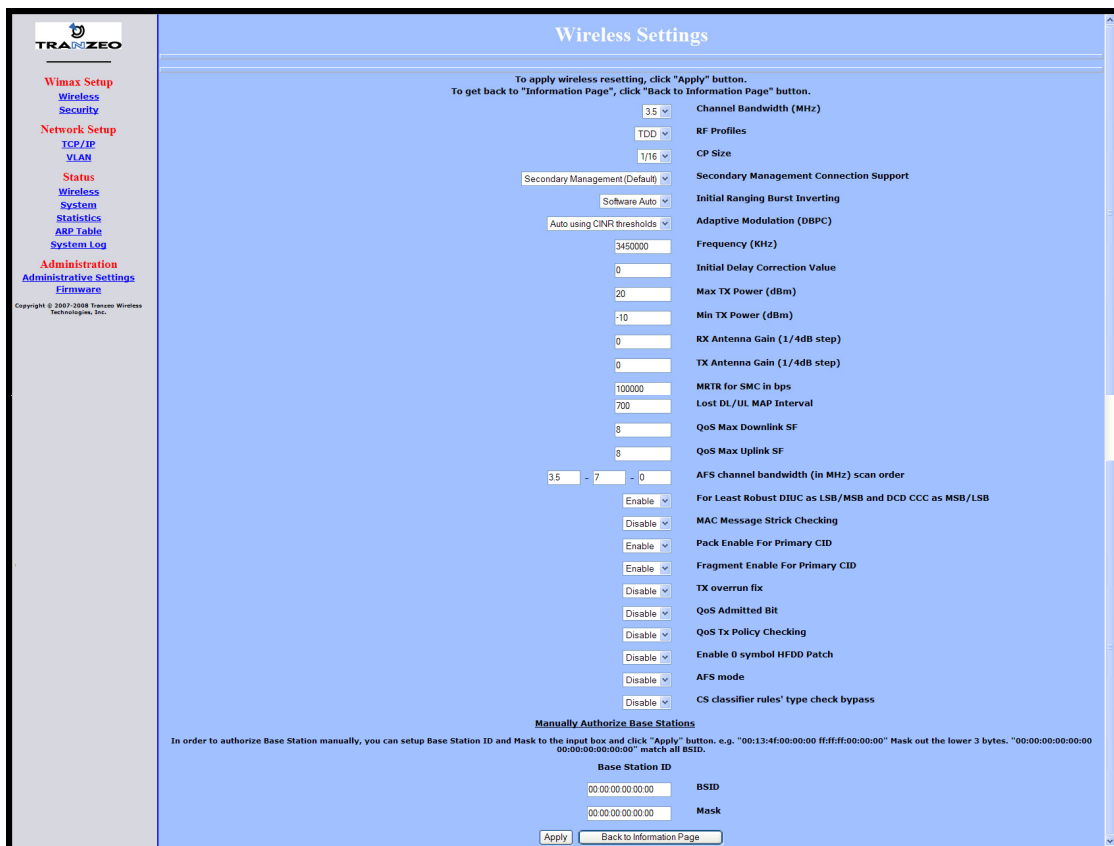 TRANZEO
Wimax Setup
Wireless
Security
Network Setup
TCP/IP
VLAN
Status
Wireless
System
Statistics
ARP Table
System Log
Administration
Administrative Settings
Firmware
Copyright © 2007-2008 Tranzeo Wireless
Technologies, Inc.
Wireless Settings
To apply wireless resetting, click "Apply" button.
To get back to "Information Page", click "Back to Information Page" button.
3.5 Channel Bandwidth (MHz)
TDD RF Profiles
1/16 CP Size
Secondary Management (Default) Secondary Management Connection Support
Software Auto Initial Ranging Burst Inverting
Auto using CINR thresholds Adaptive Modulation (DBPC)
3450000 Frequency (KHz)
0 Initial Delay Correction Value
20 Max TX Power (dBm)
-10 Min TX Power (dBm)
0 RX Antenna Gain (1/4dB step)
0 TX Antenna Gain (1/4dB step)
100000 MRTR for SMC in bps
700 Lost DL/UL MAP Interval
8 QoS Max Downlink SF
8 QoS Max Uplink SF
3.5 - 7 - 0 AFS channel bandwidth (in MHz) scan order
Enable For Least Robust DIUC as LSB/MSB and DCD CCC as MSB/LSB
Disable MAC Message Strick Checking
Enable Pack Enable For Primary CID
Enable Fragment Enable For Primary CID
Disable TX overrun fix
Disable QoS Admitted Bit
Disable QoS Tx Policy Checking
Disable Enable 0 symbol HFDD Patch
Disable AFS mode
Disable CS classifier rules' type check bypass
Manually Authorize Base Stations
In order to authorize Base Station manually, you can setup Base Station ID and Mask to the input box and click "Apply" button. e.g. "00:13:4f:00:00:00 ff:ff:ff:00:00:00" Mask out the lower 3 bytes. "00:00:00:00:00:00
00:00:00:00:00:00" match all BSID.
Base Station ID
00:00:00:00:00:00 BSID
00:00:00:00:00:00 Mask
Apply Back to Information Page